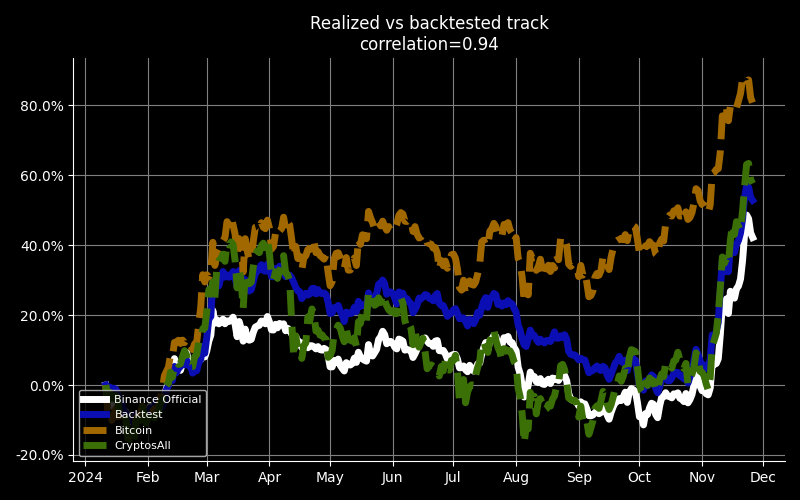 Realized vs backtested track
correlation=0.94
80.0%
60.0%
40.0%
20.0%
0.0%
-20.0%
Binance Official
Backtest
Bitcoin
CryptosAll
2024 Feb Mar Apr May Jun Jul Aug Sep Oct Nov Dec